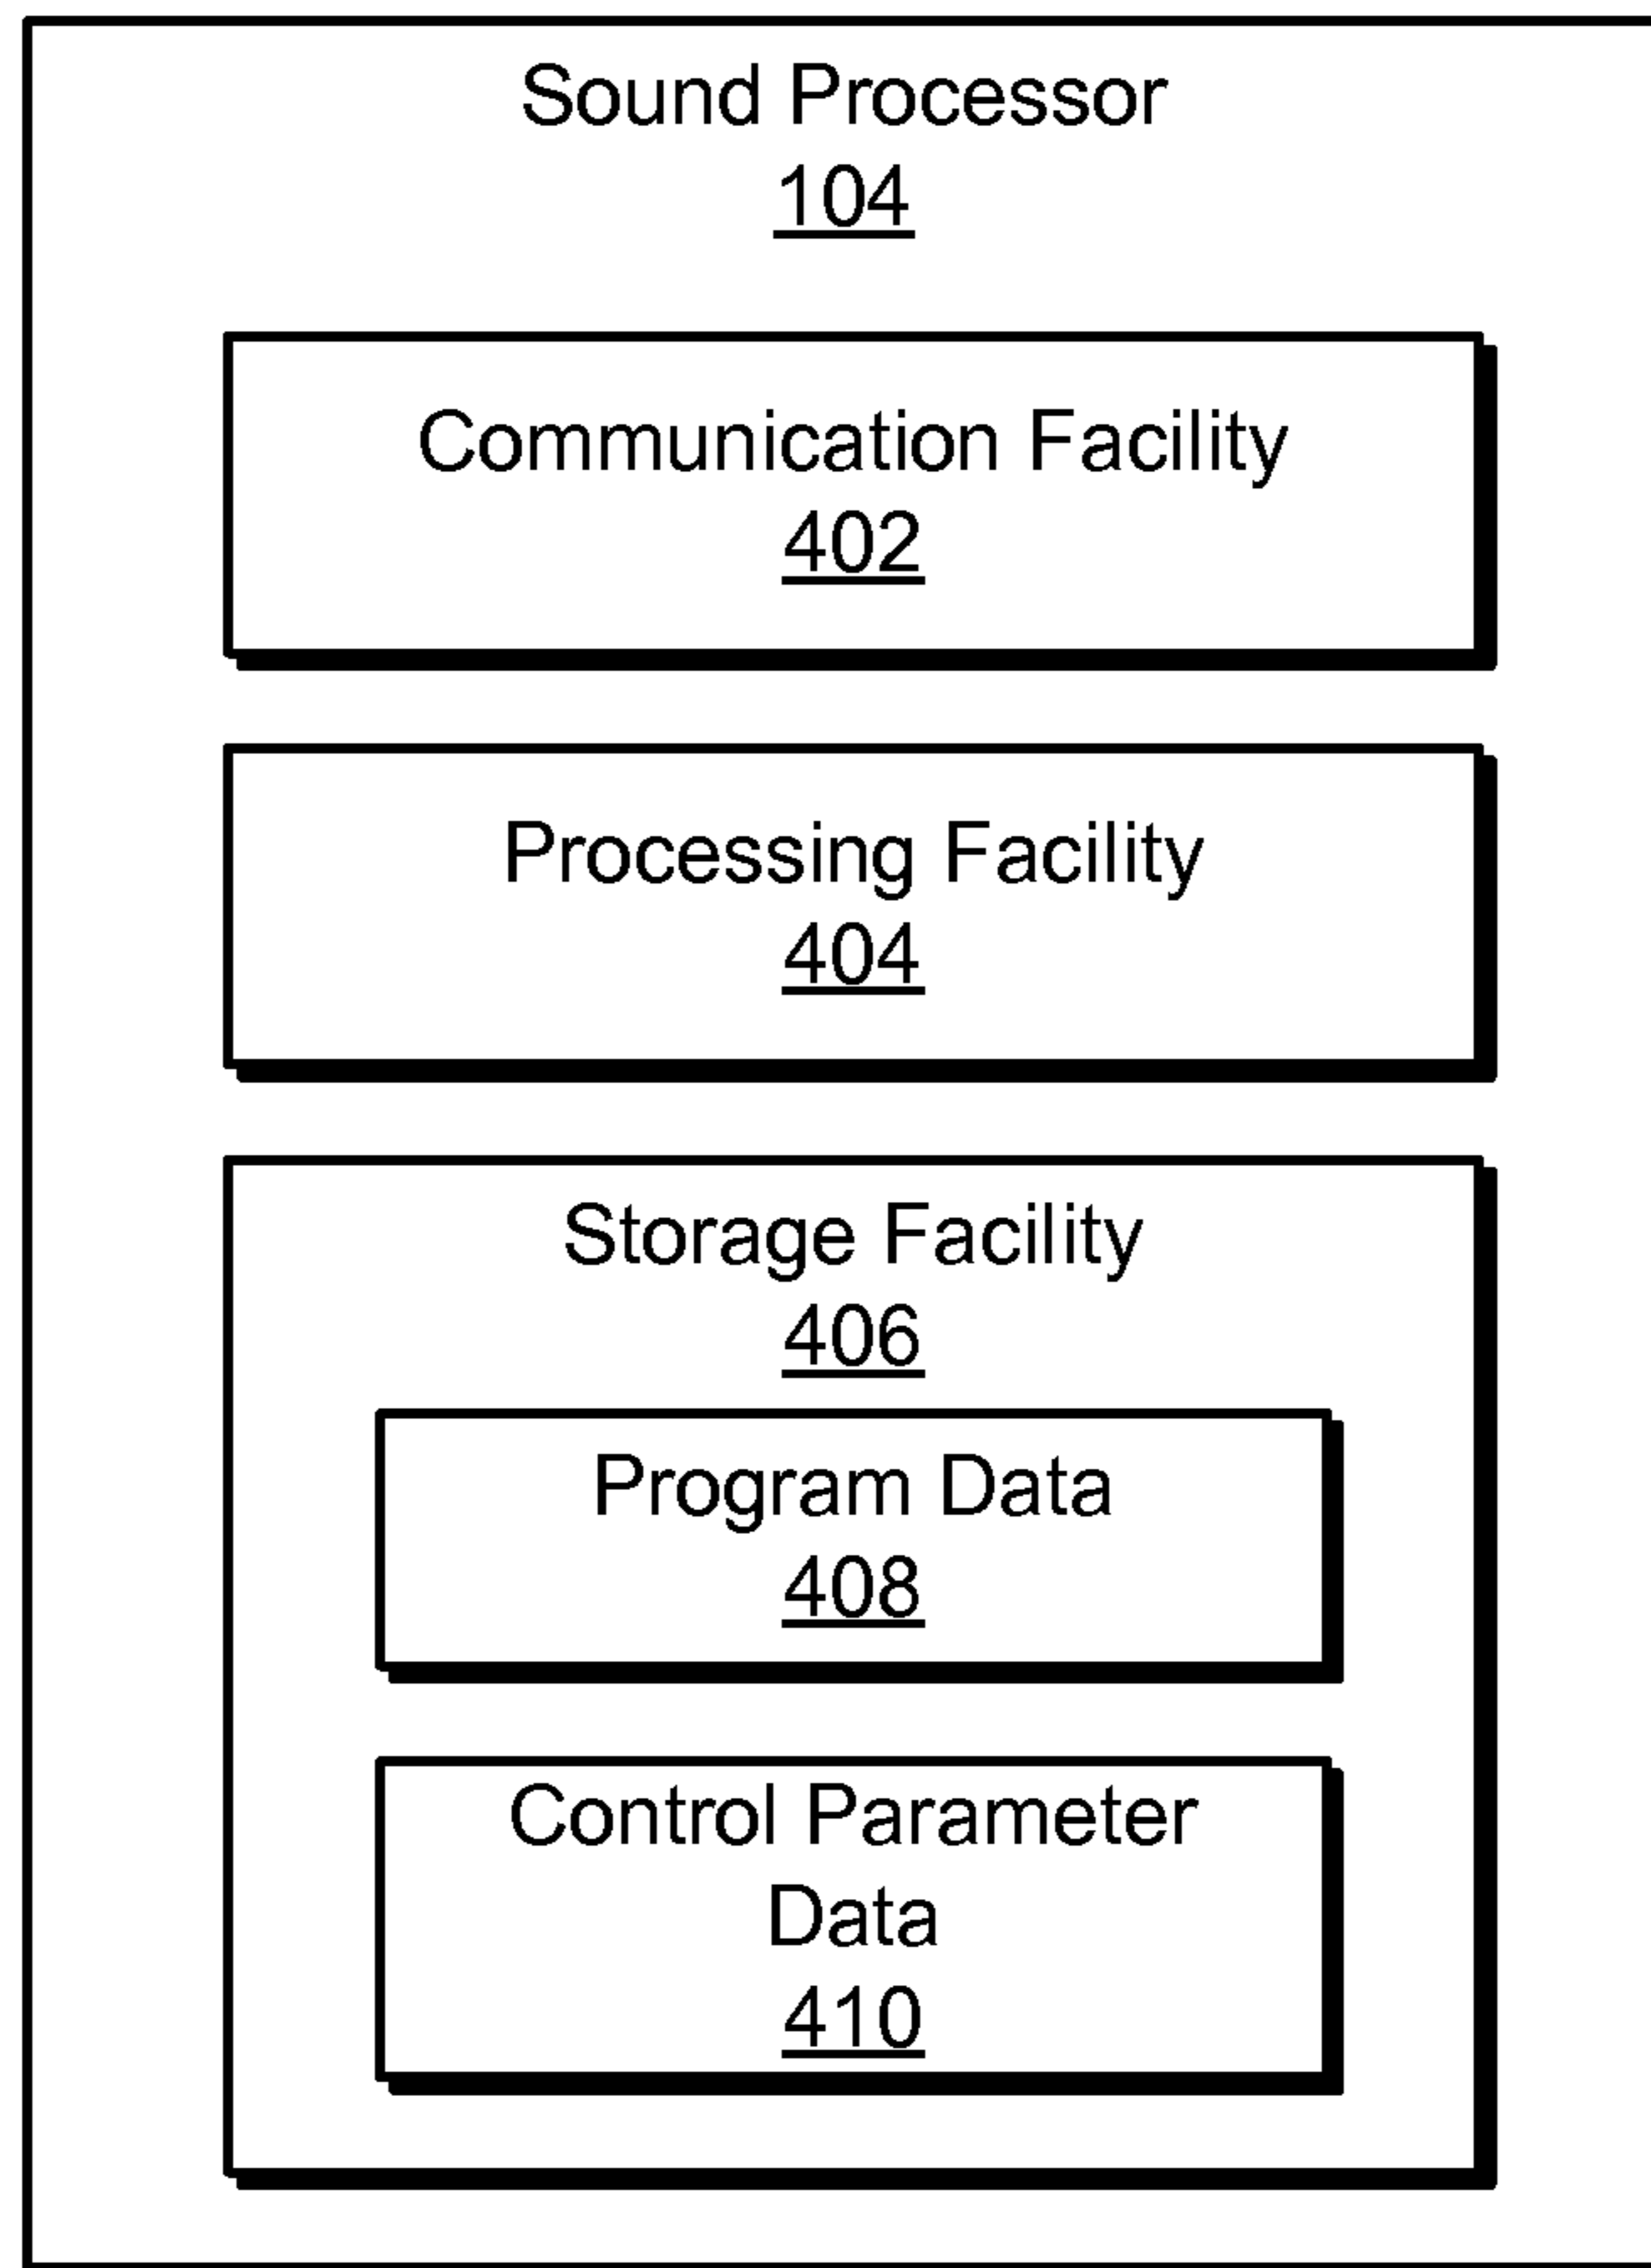 Sound Processor
104
Communication Facility
402
Processing Facility
404
Storage Facility
406
Program Data
408
Control Parameter
Data
410